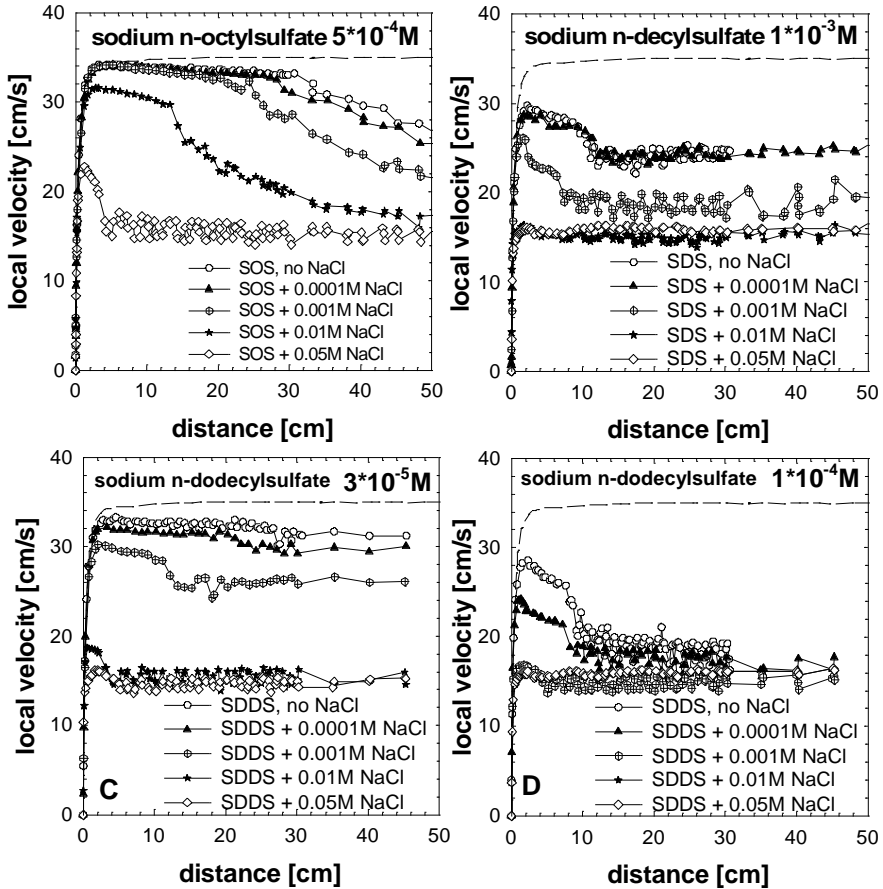 sodium n-octylsulfate 5*10⁻⁴M
local velocity [cm/s]
40
30
20
10
0
SOS, no NaCl
SOS + 0.0001M NaCl
SOS + 0.001M NaCl
SOS + 0.01M NaCl
SOS + 0.05M NaCl
0 10 20 30 40 50
distance [cm]
sodium n-decylsulfate 1*10⁻³M
local velocity [cm/s]
40
30
20
10
0
SDS, no NaCl
SDS + 0.0001M NaCl
SDS + 0.001M NaCl
SDS + 0.01M NaCl
SDS + 0.05M NaCl
0 10 20 30 40 50
distance [cm]
sodium n-dodecylsulfate 3*10⁻⁵M
local velocity [cm/s]
40
30
20
10
0
SDDS, no NaCl
SDDS + 0.0001M NaCl
SDDS + 0.001M NaCl
SDDS + 0.01M NaCl
SDDS + 0.05M NaCl
C
0 10 20 30 40 50
distance [cm]
sodium n-dodecylsulfate 1*10⁻⁴M
local velocity [cm/s]
40
30
20
10
0
SDDS, no NaCl
SDDS + 0.0001M NaCl
SDDS + 0.001M NaCl
SDDS + 0.01M NaCl
SDDS + 0.05M NaCl
D
0 10 20 30 40 50
distance [cm]